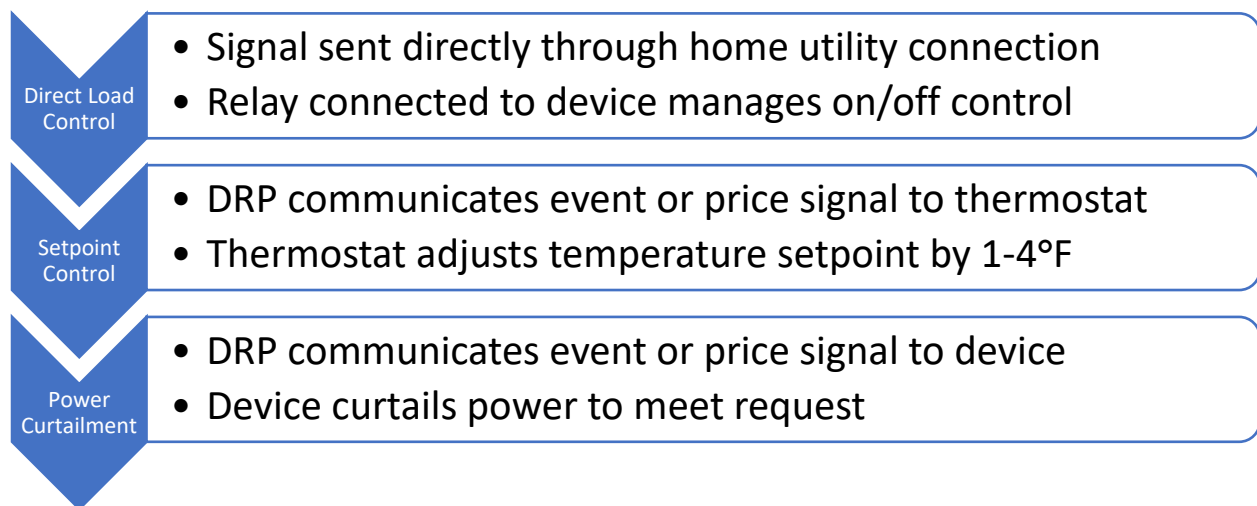 Direct Load
Control
• Signal sent directly through home utility connection
• Relay connected to device manages on/off control
Setpoint
Control
• DRP communicates event or price signal to thermostat
• Thermostat adjusts temperature setpoint by 1-4°F
Power
Curtailment
• DRP communicates event or price signal to device
• Device curtails power to meet request